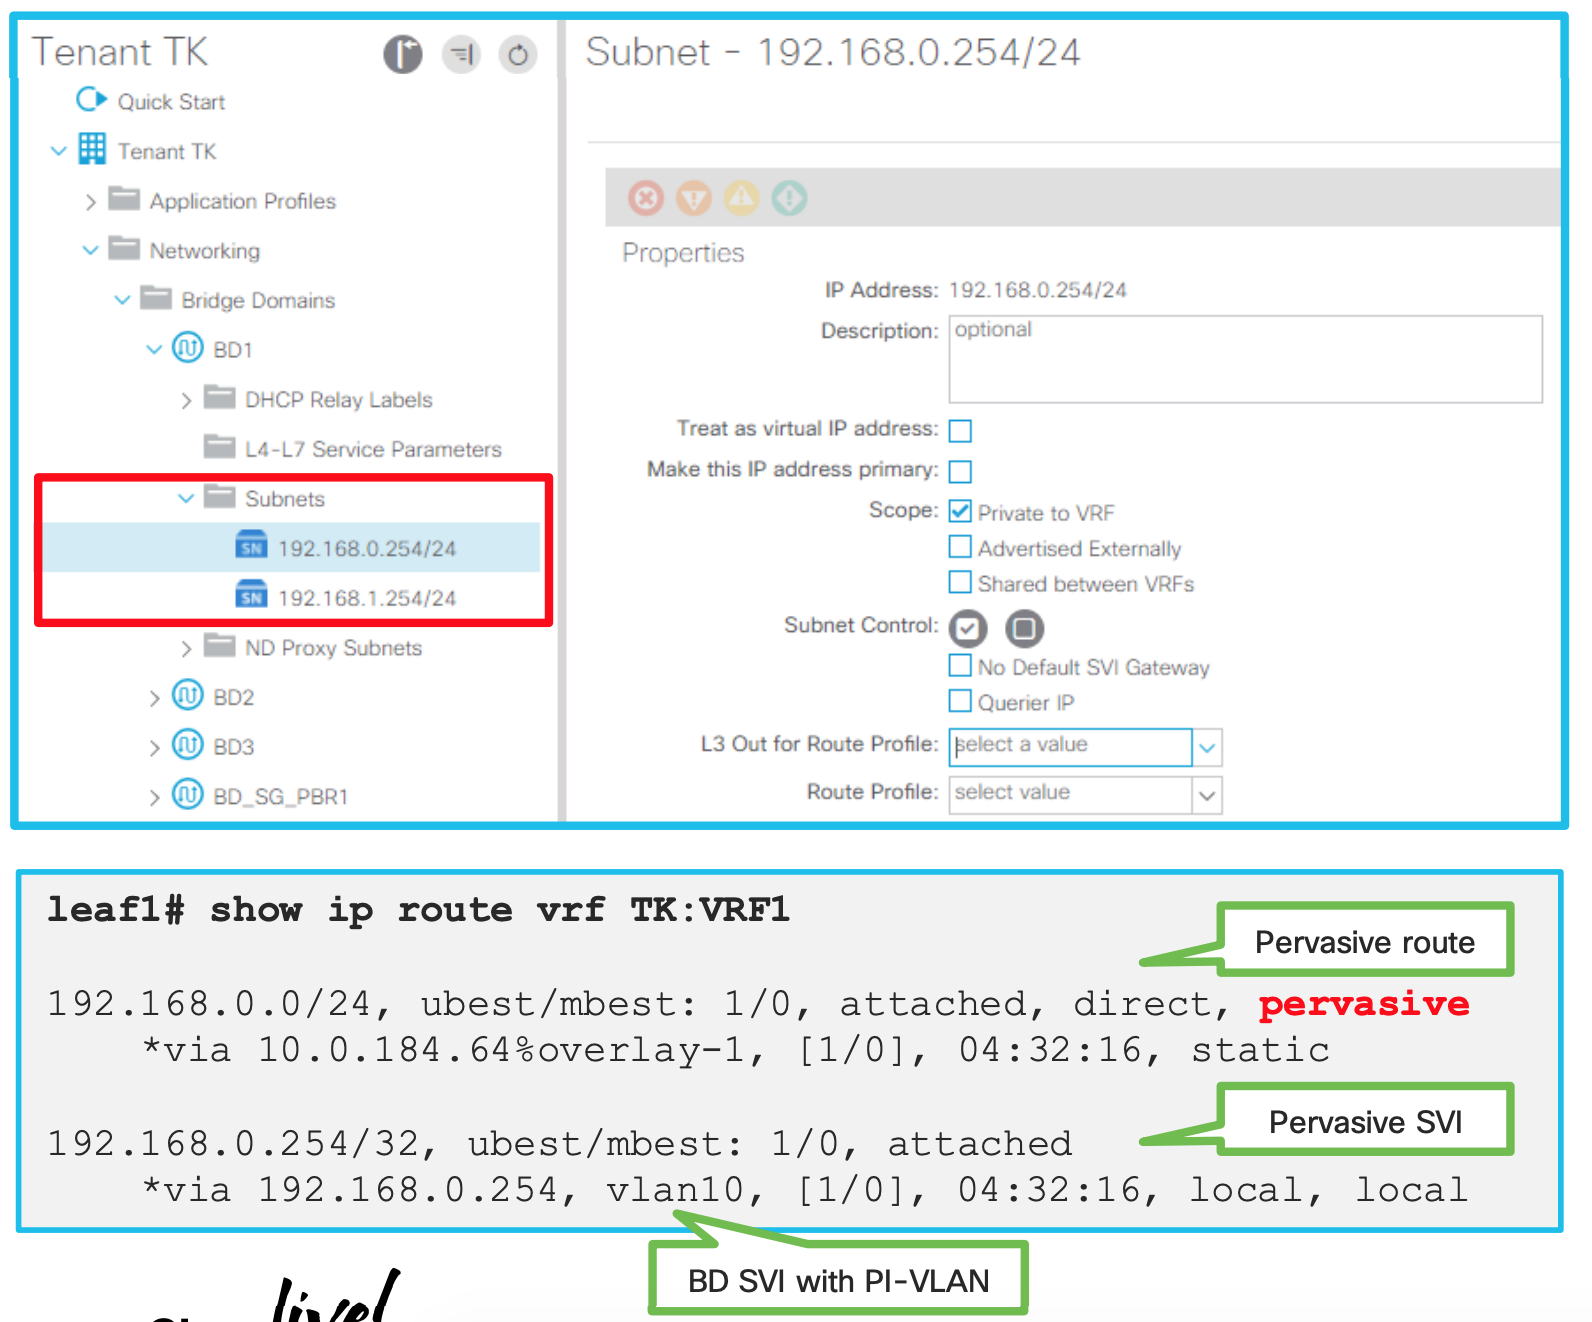 Tenant TK
Quick Start
Tenant TK
Application Profiles
Networking
Bridge Domains
BD1
DHCP Relay Labels
L4-L7 Service Parameters
Subnets
SN 192.168.0.254/24
SN 192.168.1.254/24
ND Proxy Subnets
BD2
BD3
BD_SG_PBR1
Subnet - 192.168.0.254/24
Properties
IP Address: 192.168.0.254/24
Description: optional
Treat as virtual IP address:
Make this IP address primary:
Scope: Private to VRF
Advertised Externally
Shared between VRFs
Subnet Control:
No Default SVI Gateway
Querier IP
L3 Out for Route Profile: select a value
Route Profile: select value
leaf1# show ip route vrf TK:VRF1
Pervasive route
192.168.0.0/24, ubest/mbest: 1/0, attached, direct, pervasive
*via 10.0.184.64%overlay-1, [1/0], 04:32:16, static
Pervasive SVI
192.168.0.254/32, ubest/mbest: 1/0, attached
*via 192.168.0.254, vlan10, [1/0], 04:32:16, local, local
BD SVI with PI-VLAN
live!